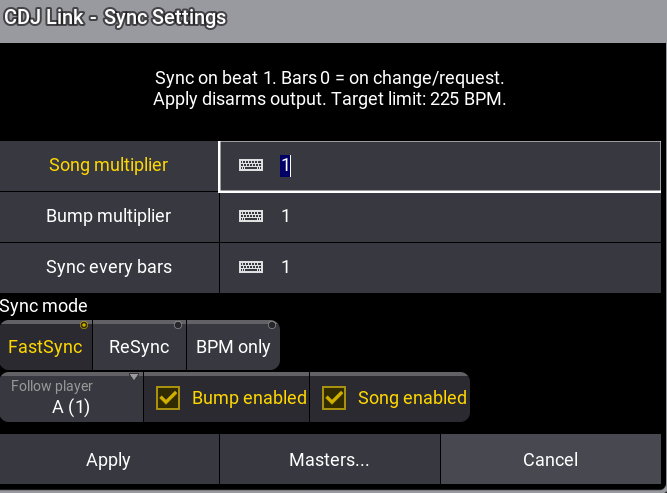 CDJ Link - Sync Settings
Sync on beat 1. Bars 0 = on change/request.
Apply disarms output. Target limit: 225 BPM.
Song multiplier 1
Bump multiplier 1
Sync every bars 1
Sync mode
FastSync ReSync BPM only
Follow player
A (1) Bump enabled Song enabled
Apply Masters... Cancel